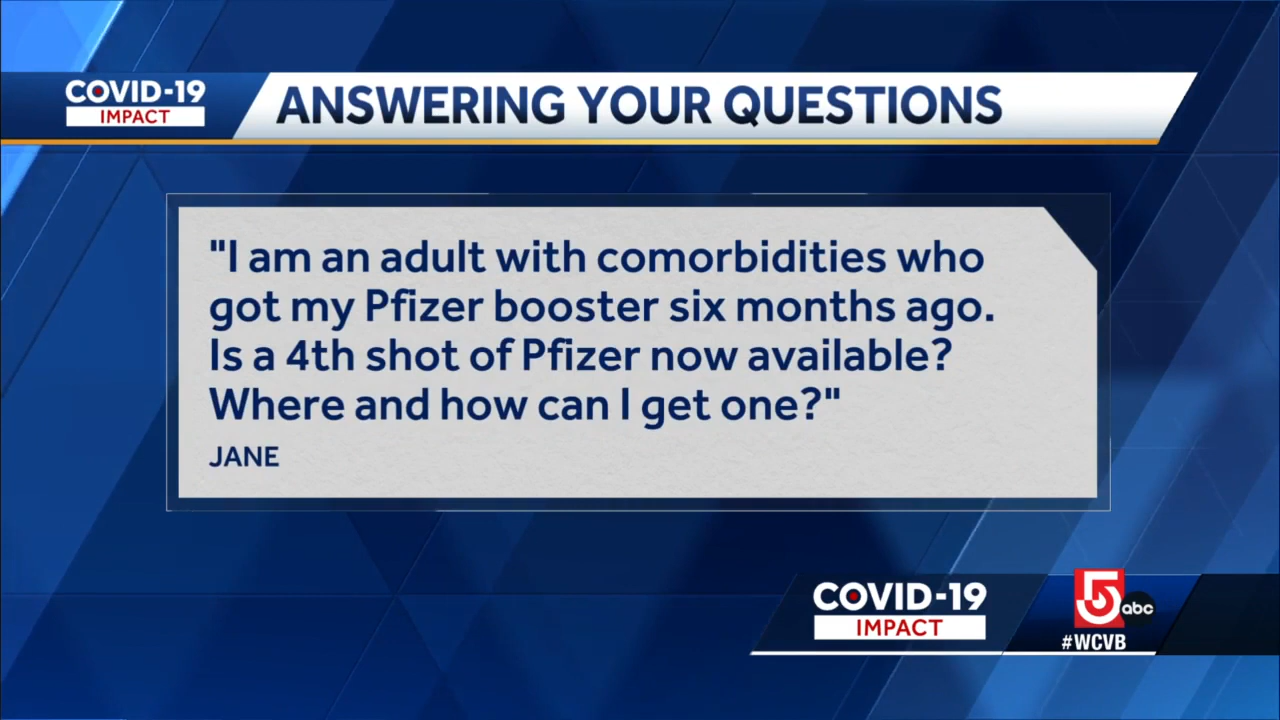 COVID-19
IMPACT
ANSWERING YOUR QUESTIONS
"I am an adult with comorbidities who
got my Pfizer booster six months ago.
Is a 4th shot of Pfizer now available?
Where and how can I get one?"
JANE
COVID-19
IMPACT
5 abc
#WCVB